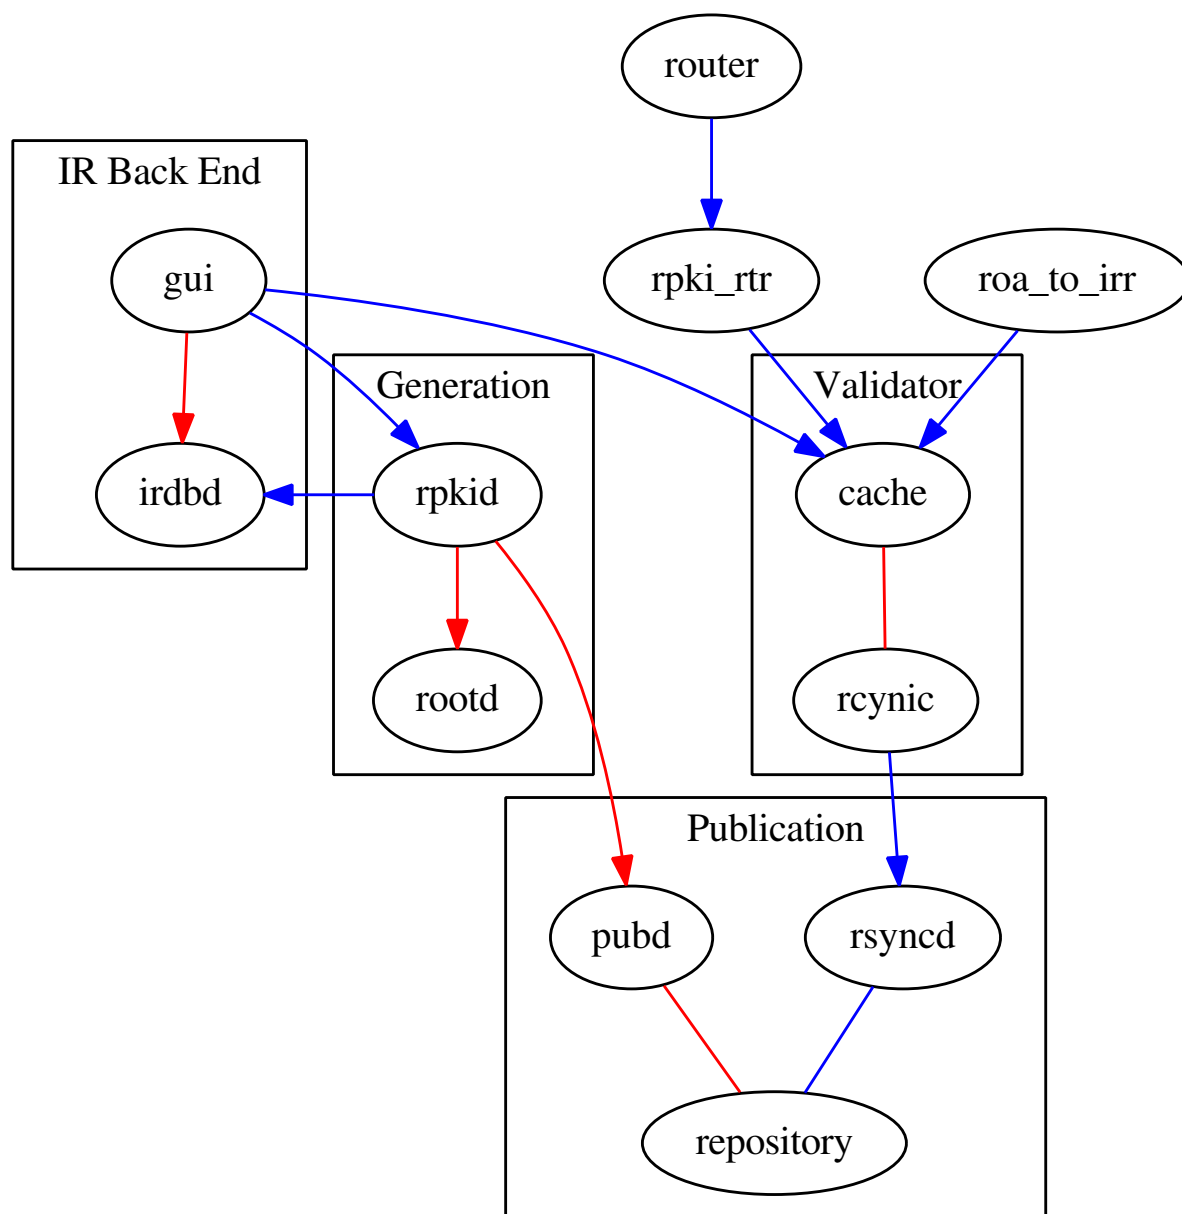 router
IR Back End
gui
rpki_rtr
roa_to_irr
Generation
Validator
irdbd
rpkid
cache
rootd
rcynic
Publication
pubd
rsyncd
repository